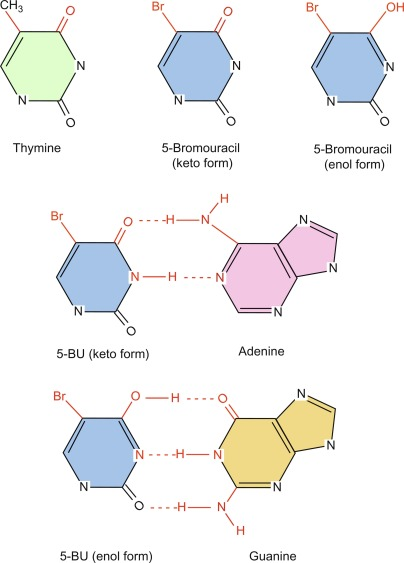 CH3 O Br O Br OH
N N N
N O N O N O
Thymine 5-Bromouracil 5-Bromouracil
(keto form) (enol form)
H
Br O H N H N
N H N N
N O N
5-BU (keto form) Adenine
Br O H O N
N H N N
N O H N N
H
5-BU (enol form) Guanine